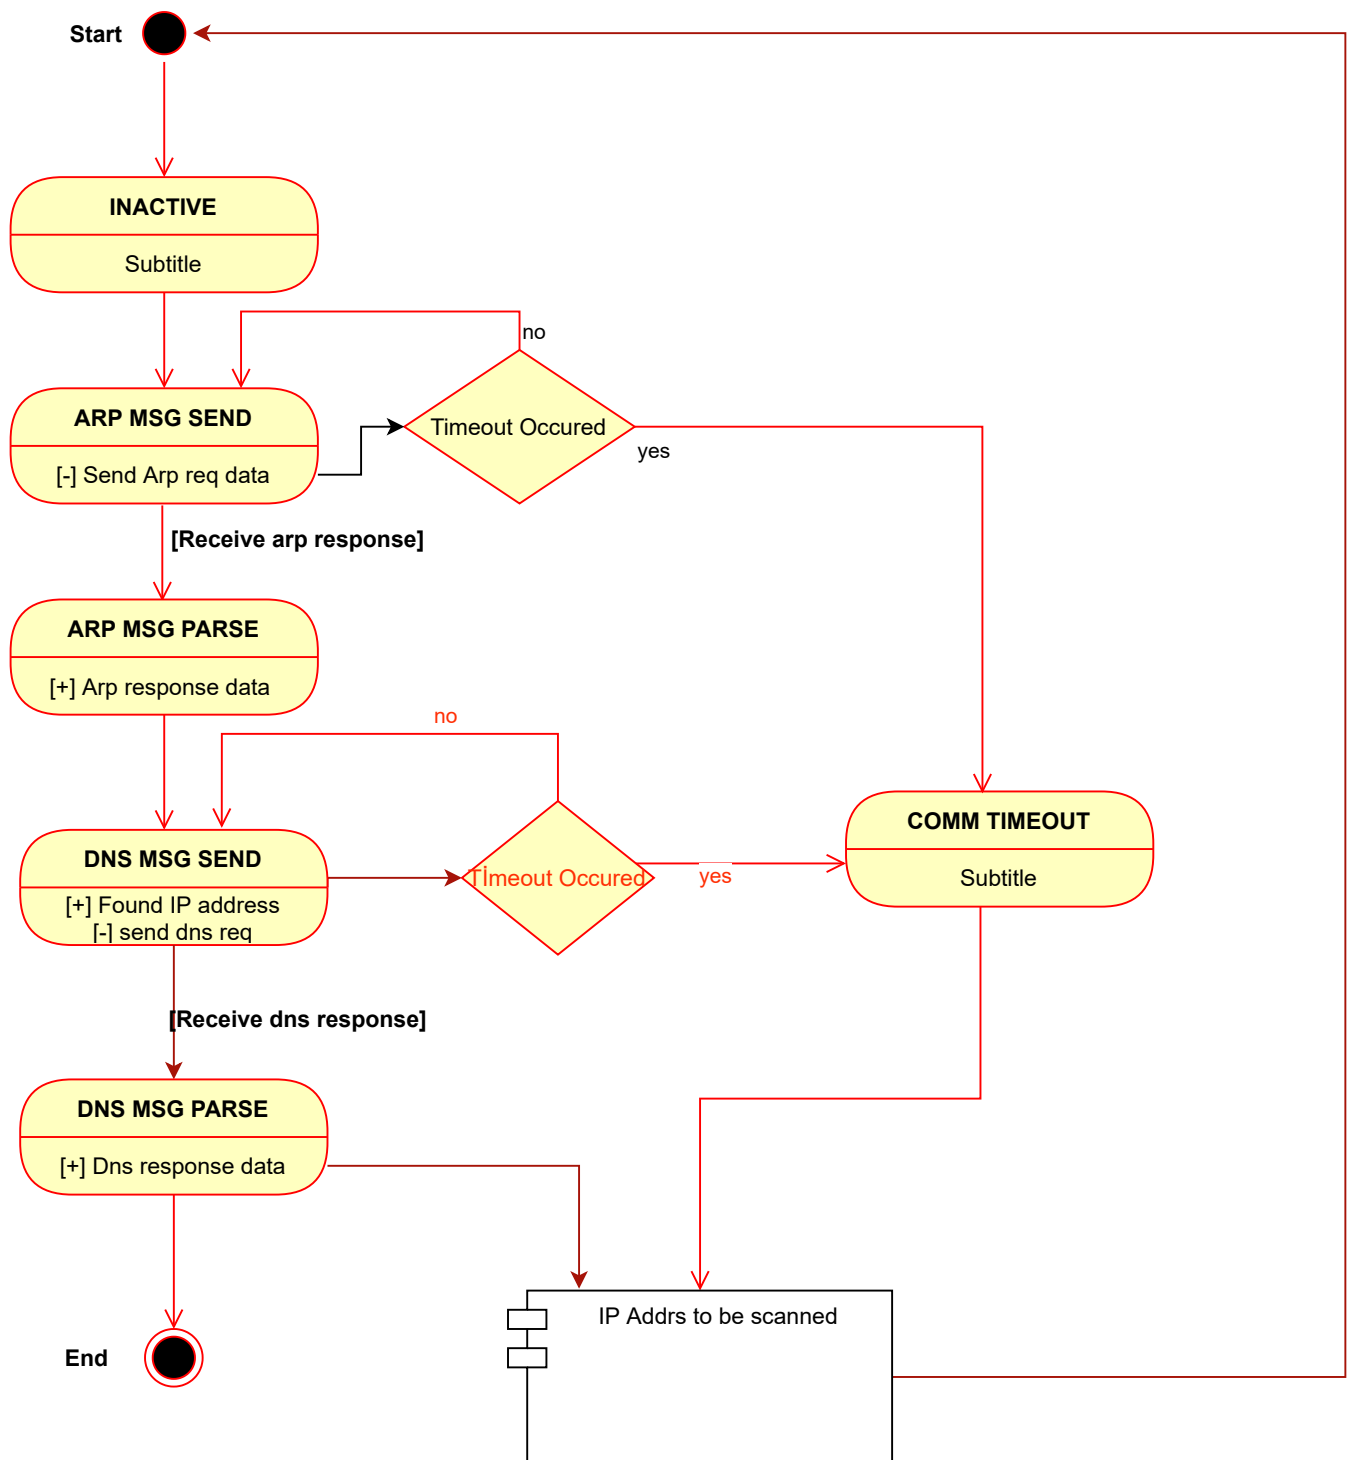 Start
INACTIVE
Subtitle
no
ARP MSG SEND
[-] Send Arp req data
Timeout Occured
yes
[Receive arp response]
ARP MSG PARSE
[+] Arp response data
no
DNS MSG SEND
[+] Found IP address
[-] send dns req
Tİmeout Occured
yes
COMM TIMEOUT
Subtitle
[Receive dns response]
DNS MSG PARSE
[+] Dns response data
IP Addrs to be scanned
End